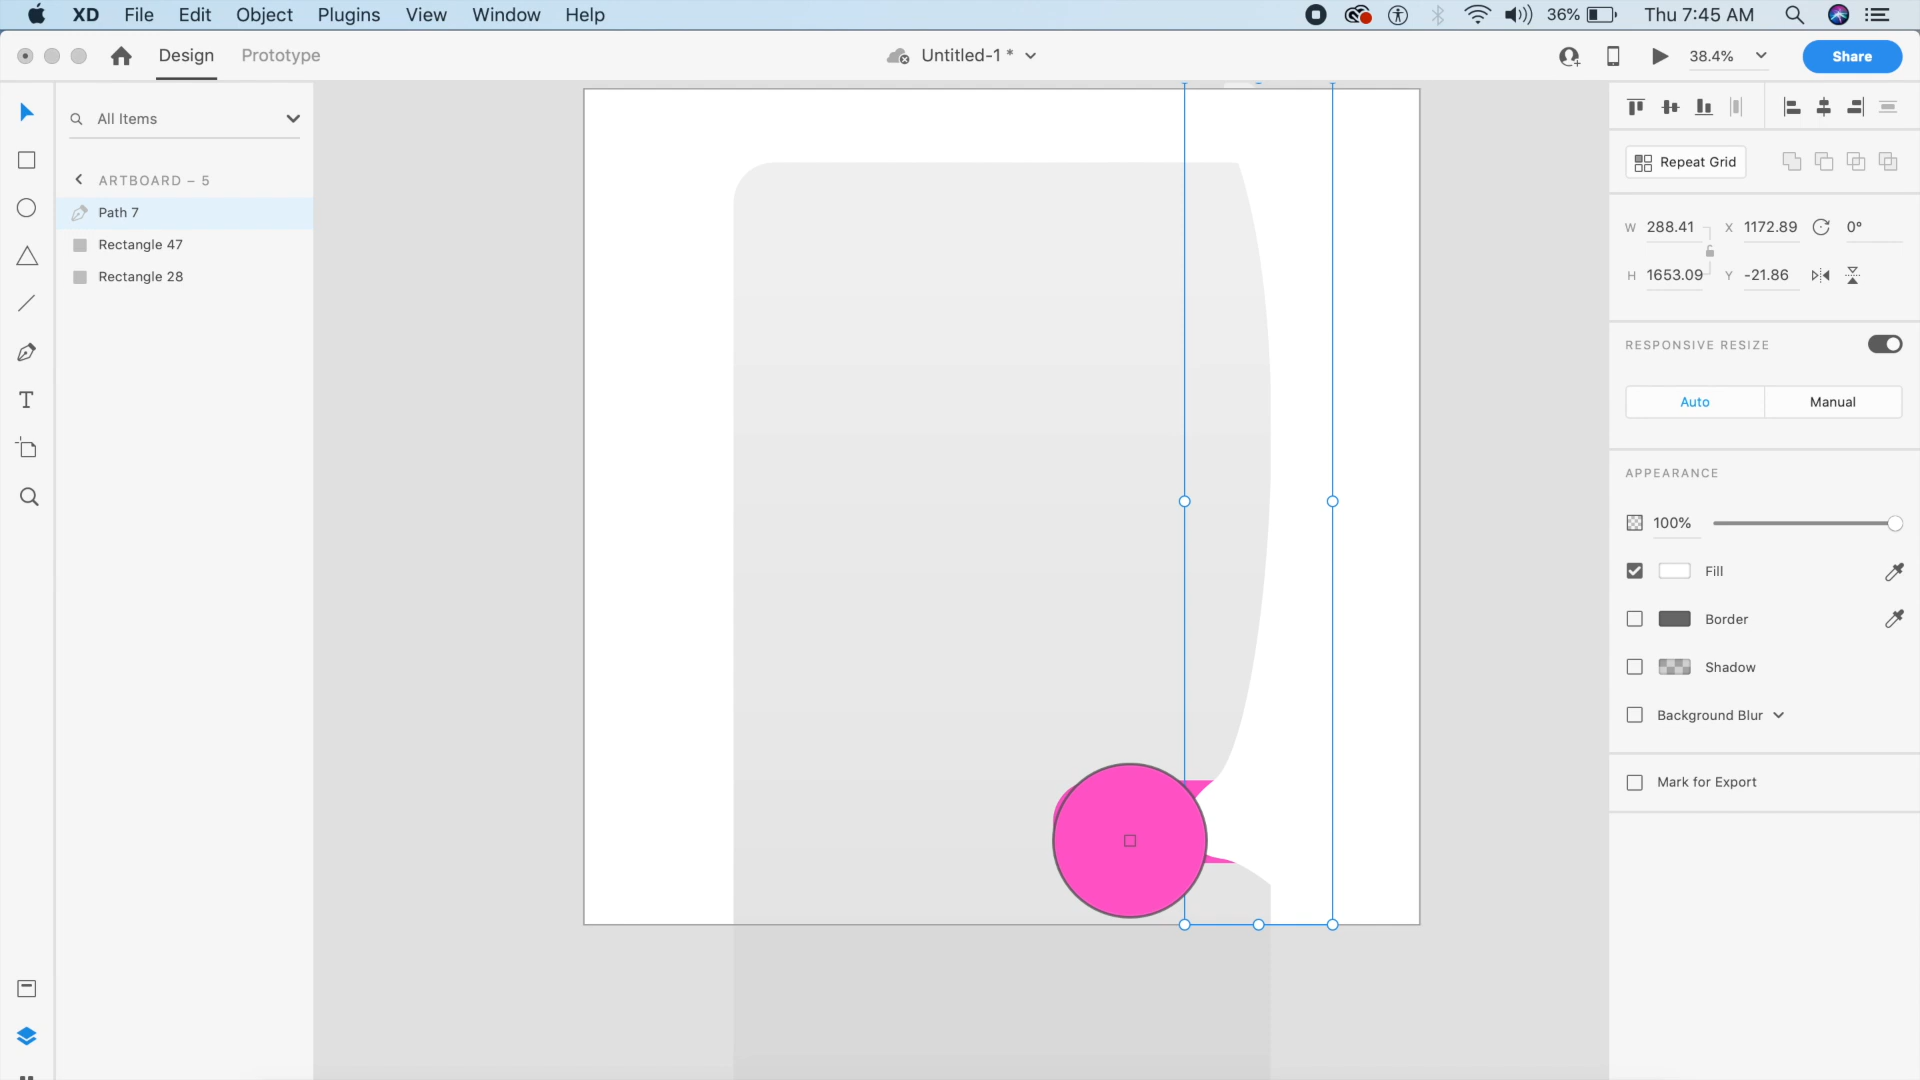 XD File Edit Object Plugins View Window Help 36% Thu 7:45 AM
Design Prototype Untitled-1 * 38.4% Share
All Items
ARTBOARD – 5
Path 7
Rectangle 47
Rectangle 28
T
Repeat Grid
W 288.41 X 1172.89 0°
H 1653.09 Y -21.86
RESPONSIVE RESIZE
Auto Manual
APPEARANCE
100%
Fill
Border
Shadow
Background Blur
Mark for Export